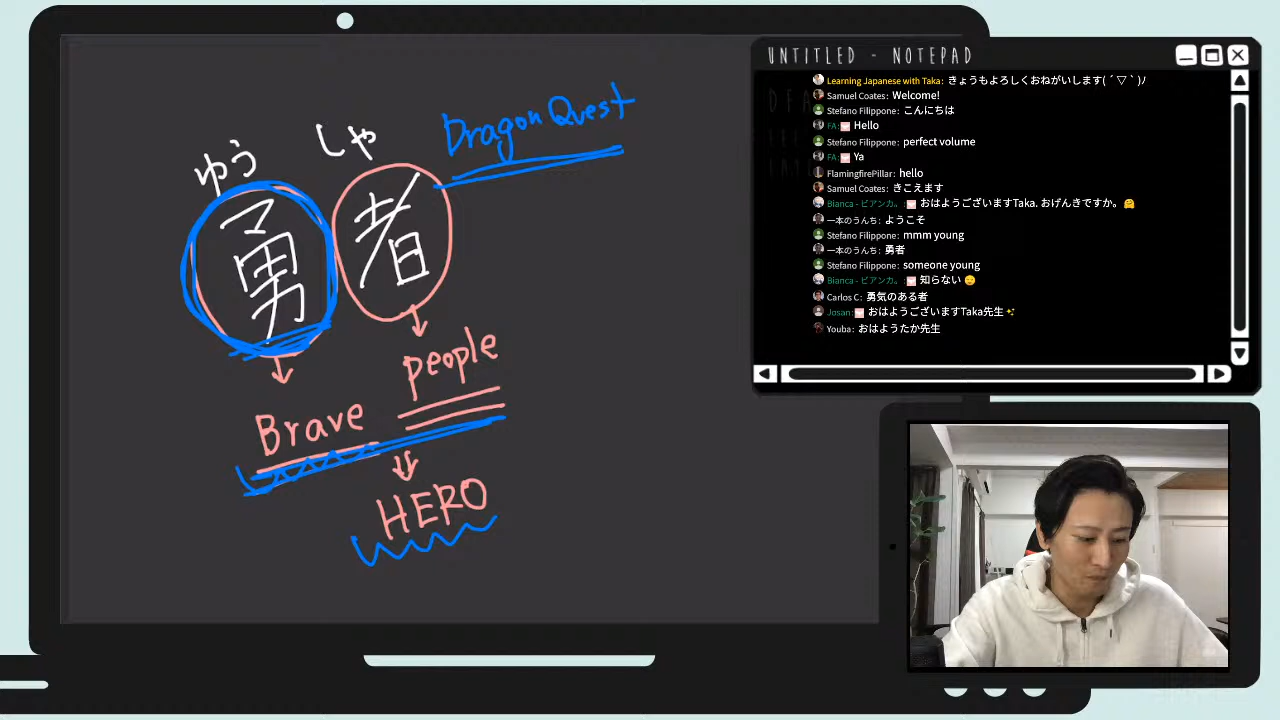 ゆう しゃ
勇者
DragonQuest
Brave people
HERO
UNTITLED - NOTEPAD
Learning Japanese with Taka: きょうもよろしくおねがいします( ´ ▽ ` )ﾉ
Samuel Coates: Welcome!
Stefano Filippone: こんにちは
FA: Hello
Stefano Filippone: perfect volume
FA: Ya
FlamingfirePillar: hello
Samuel Coates: きこえます
Bianca - ビアンカ。: おはようございますTaka. おげんきですか。🤗
一本のうんち: ようこそ
Stefano Filippone: mmm young
一本のうんち: 勇者
Stefano Filippone: someone young
Bianca - ビアンカ。: 知らない
Carlos C: 勇気のある者
Josan: おはようございますTaka先生✨
Youba: おはようたか先生